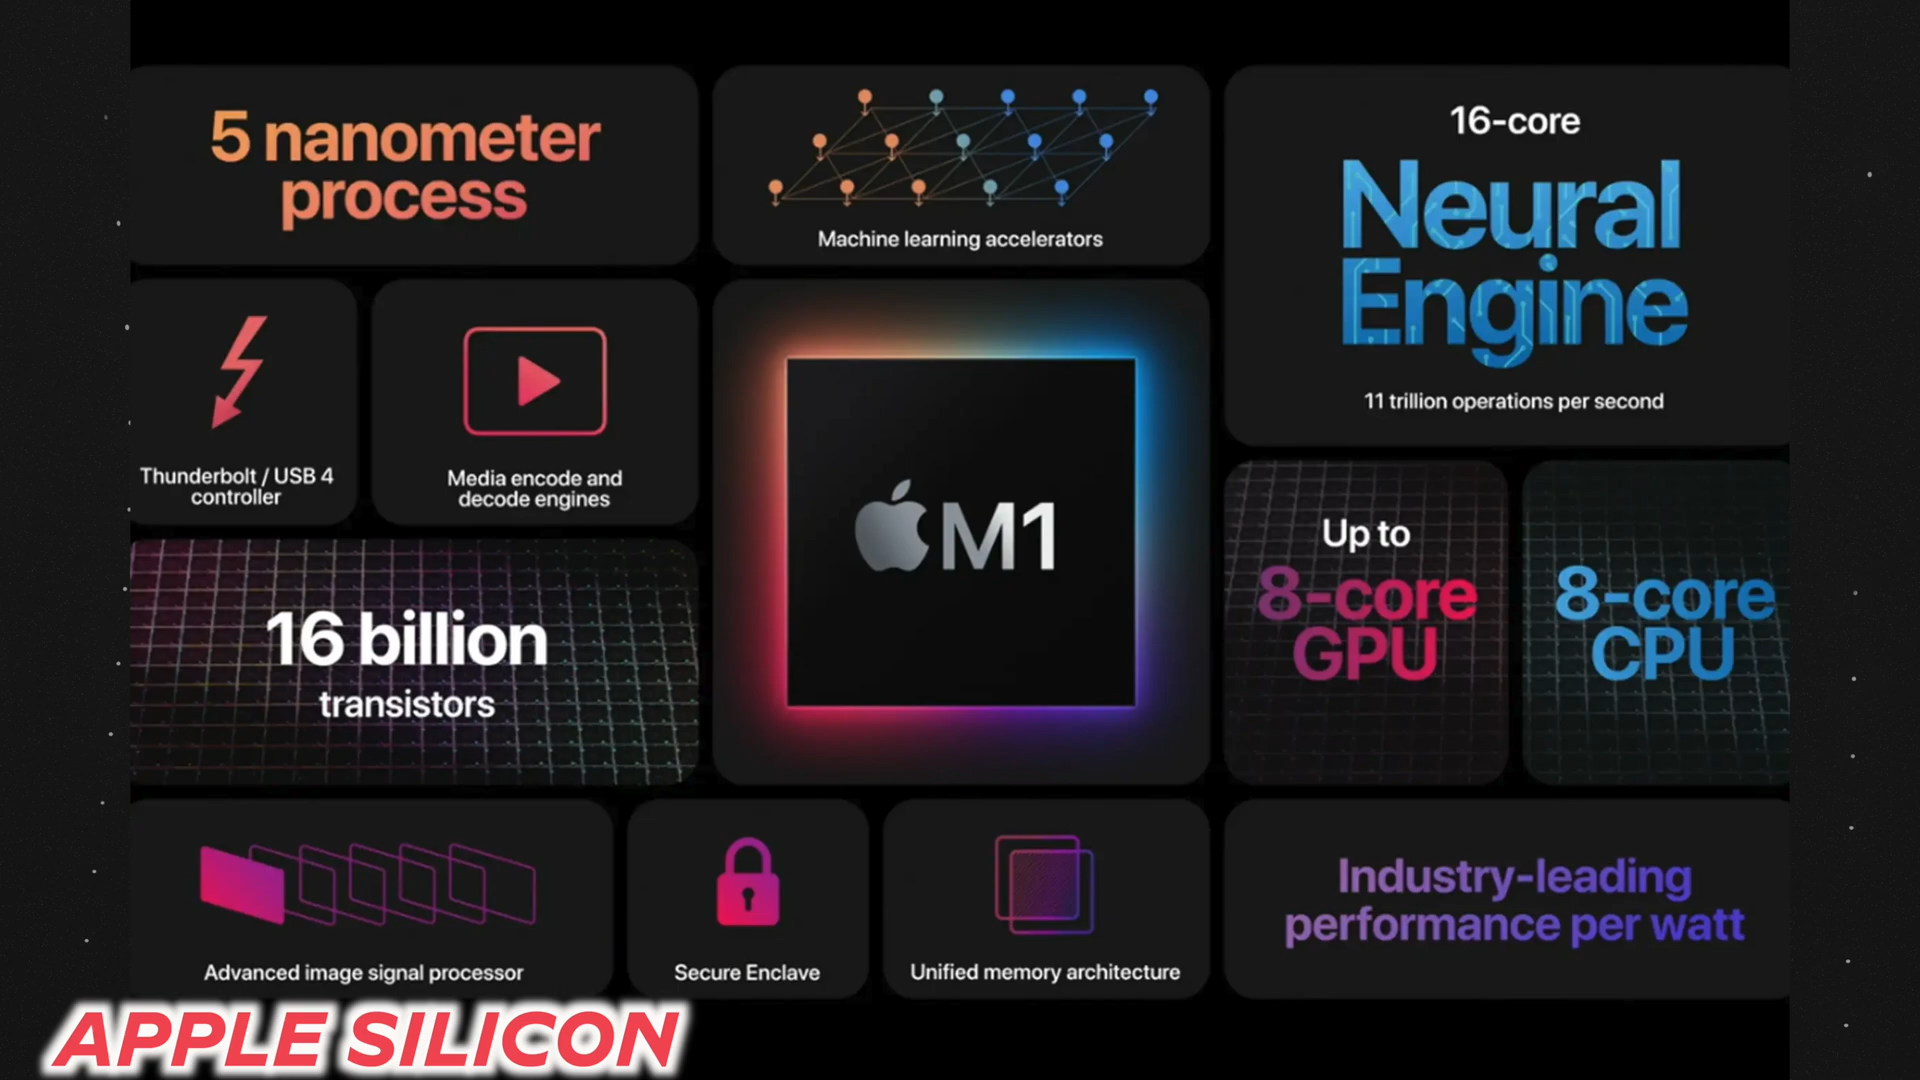 5 nanometer
process
Machine learning accelerators
16-core
Neural
Engine
11 trillion operations per second
Thunderbolt / USB 4
controller
Media encode and
decode engines
M1
Up to
8-core
GPU
8-core
CPU
16 billion
transistors
Advanced image signal processor
Secure Enclave
Unified memory architecture
Industry-leading
performance per watt
APPLE SILICON